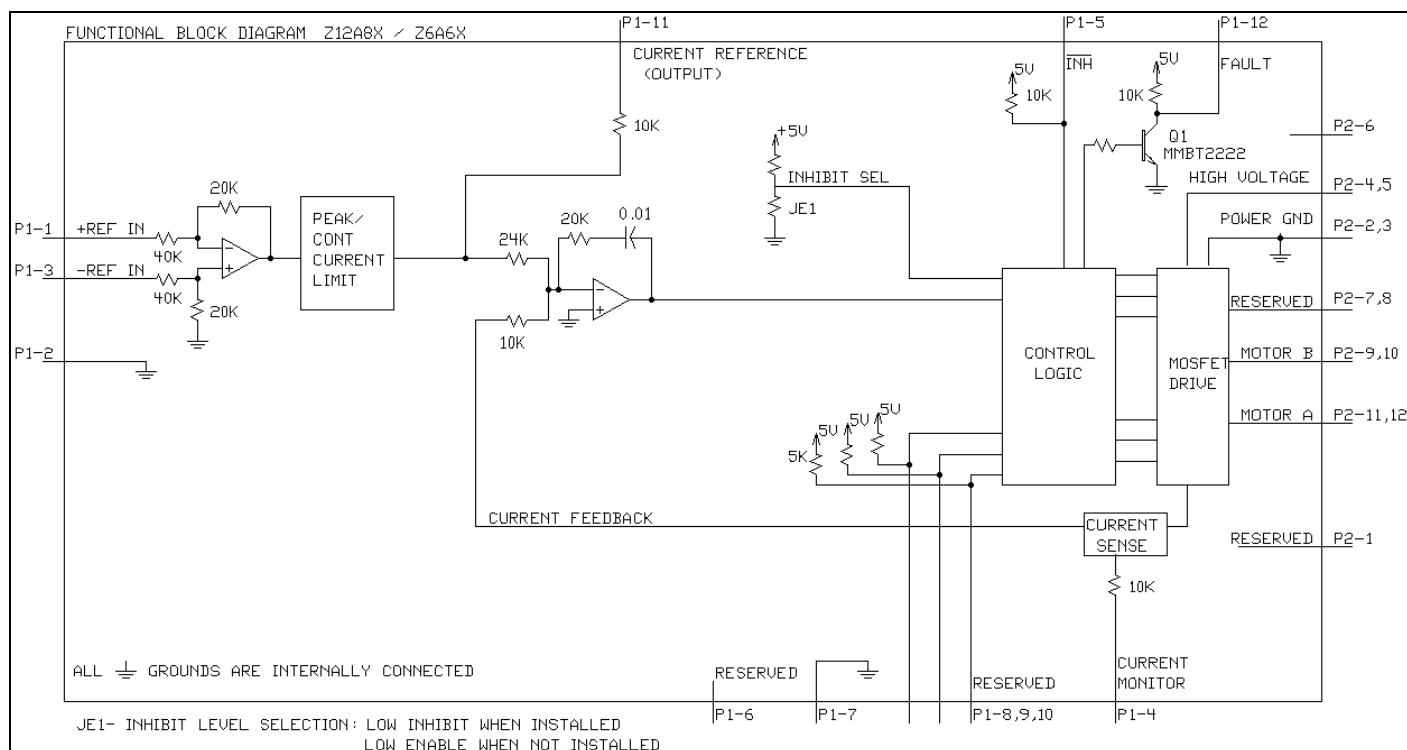 P1-11
P1-5
P1-12
FUNCTIONAL BLOCK DIAGRAM Z12A8X / Z6A6X
CURRENT REFERENCE
(OUTPUT)
5V
INH
5V
FAULT
10K
10K
10K
P2-6
+5V
Q1
MMBT2222
INHIBIT SEL
HIGH VOLTAGE
P2-4,5
20K
JE1
PEAK/
CONT
CURRENT
LIMIT
20K
0.01
POWER GND
P2-2,3
P1-1
+REF IN
40K
24K
P1-3
-REF IN
40K
20K
10K
RESERVED
P2-7,8
P1-2
CONTROL
LOGIC
MOSFET
DRIVE
MOTOR B
P2-9,10
MOTOR A
P2-11,12
5V
5V
5V
5K
CURRENT FEEDBACK
CURRENT
SENSE
RESERVED
P2-1
10K
ALL GROUNDS ARE INTERNALLY CONNECTED
RESERVED
RESERVED
CURRENT
MONITOR
P1-6
P1-7
P1-8,9,10
P1-4
JE1- INHIBIT LEVEL SELECTION: LOW INHIBIT WHEN INSTALLED
LOW ENABLE WHEN NOT INSTALLED